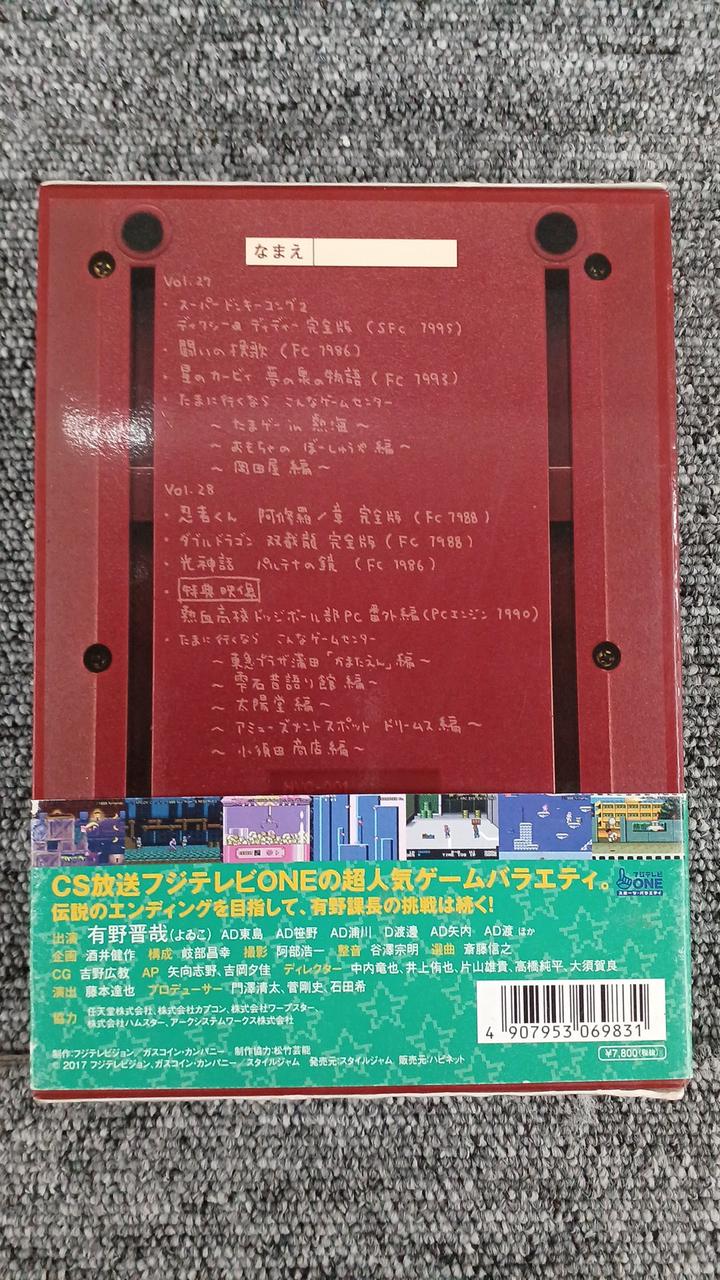 なまえ
Vol.27
・スーパードンキーコング2
ディクシー&ディディー 完全版 (SFC 1995)
・闘いの挽歌 (FC 1986)
・星のカービィ 夢の泉の物語 (FC 1993)
・たまに行くなら こんなゲームセンター
～ たまゲー in 熱海 ～
～ おもちゃの ぼーしゅうや 編 ～
～ 岡田屋 編 ～
Vol.28
・忍者くん 阿修羅ノ章 完全版 (FC 1988)
・ダブルドラゴン 双截龍 完全版 (FC 1988)
・光神話 パルテナの鏡 (FC 1986)
・特典映像
熱血高校ドッジボール部PC番外編(PCエンジン 1990)
・たまに行くなら こんなゲームセンター
～ 東急プラザ蒲田「かまたえん」編 ～
～ 雫石昔語り館 編 ～
～ 太陽堂 編 ～
～ アミューズメントスポット ドリームス編 ～
～ 小須田商店編 ～
CS放送フジテレビONEの超人気ゲームバラエティ。
伝説のエンディングを目指して、有野課長の挑戦は続く!
フジテレビ
ONE
スポーツ・バラエティ
出演 有野晋哉(よゐこ) AD東島 AD笹野 AD浦川 D渡邊 AD矢内 AD渡 ほか
企画 酒井健作 構成 岐部昌幸 撮影 阿部浩一 整音 谷澤宗明 選曲 斎藤信之
CG 吉野広教 AP 矢向志野、吉岡夕佳 ディレクター 中内竜也、井上侑也、片山雄貴、高橋純平、大須賀良
演出 藤本達也 プロデューサー 門澤清太、菅剛史、石田希
協力 任天堂株式会社、株式会社カプコン、株式会社ワープスター、
株式会社ハムスター、アークシステムワークス株式会社
4 907953 069831
¥7,800(税抜)
制作:フジテレビジョン/ガスコイン・カンパニー 制作協力:松竹芸能
© 2017 フジテレビジョン/ガスコイン・カンパニー/スタイルジャム 発売元:スタイルジャム 販売元:ハピネット